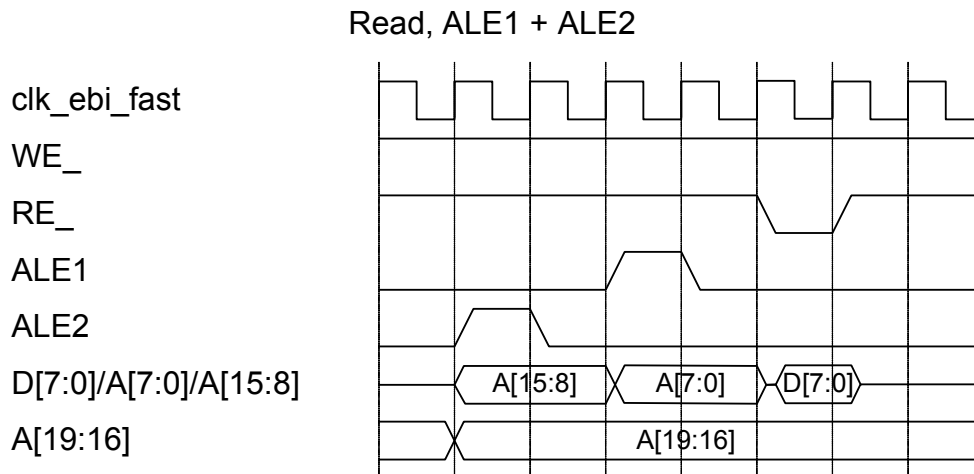 Read, ALE1 + ALE2
clk_ebi_fast
WE_
RE_
ALE1
ALE2
D[7:0]/A[7:0]/A[15:8] A[15:8] A[7:0] D[7:0]
A[19:16] A[19:16]